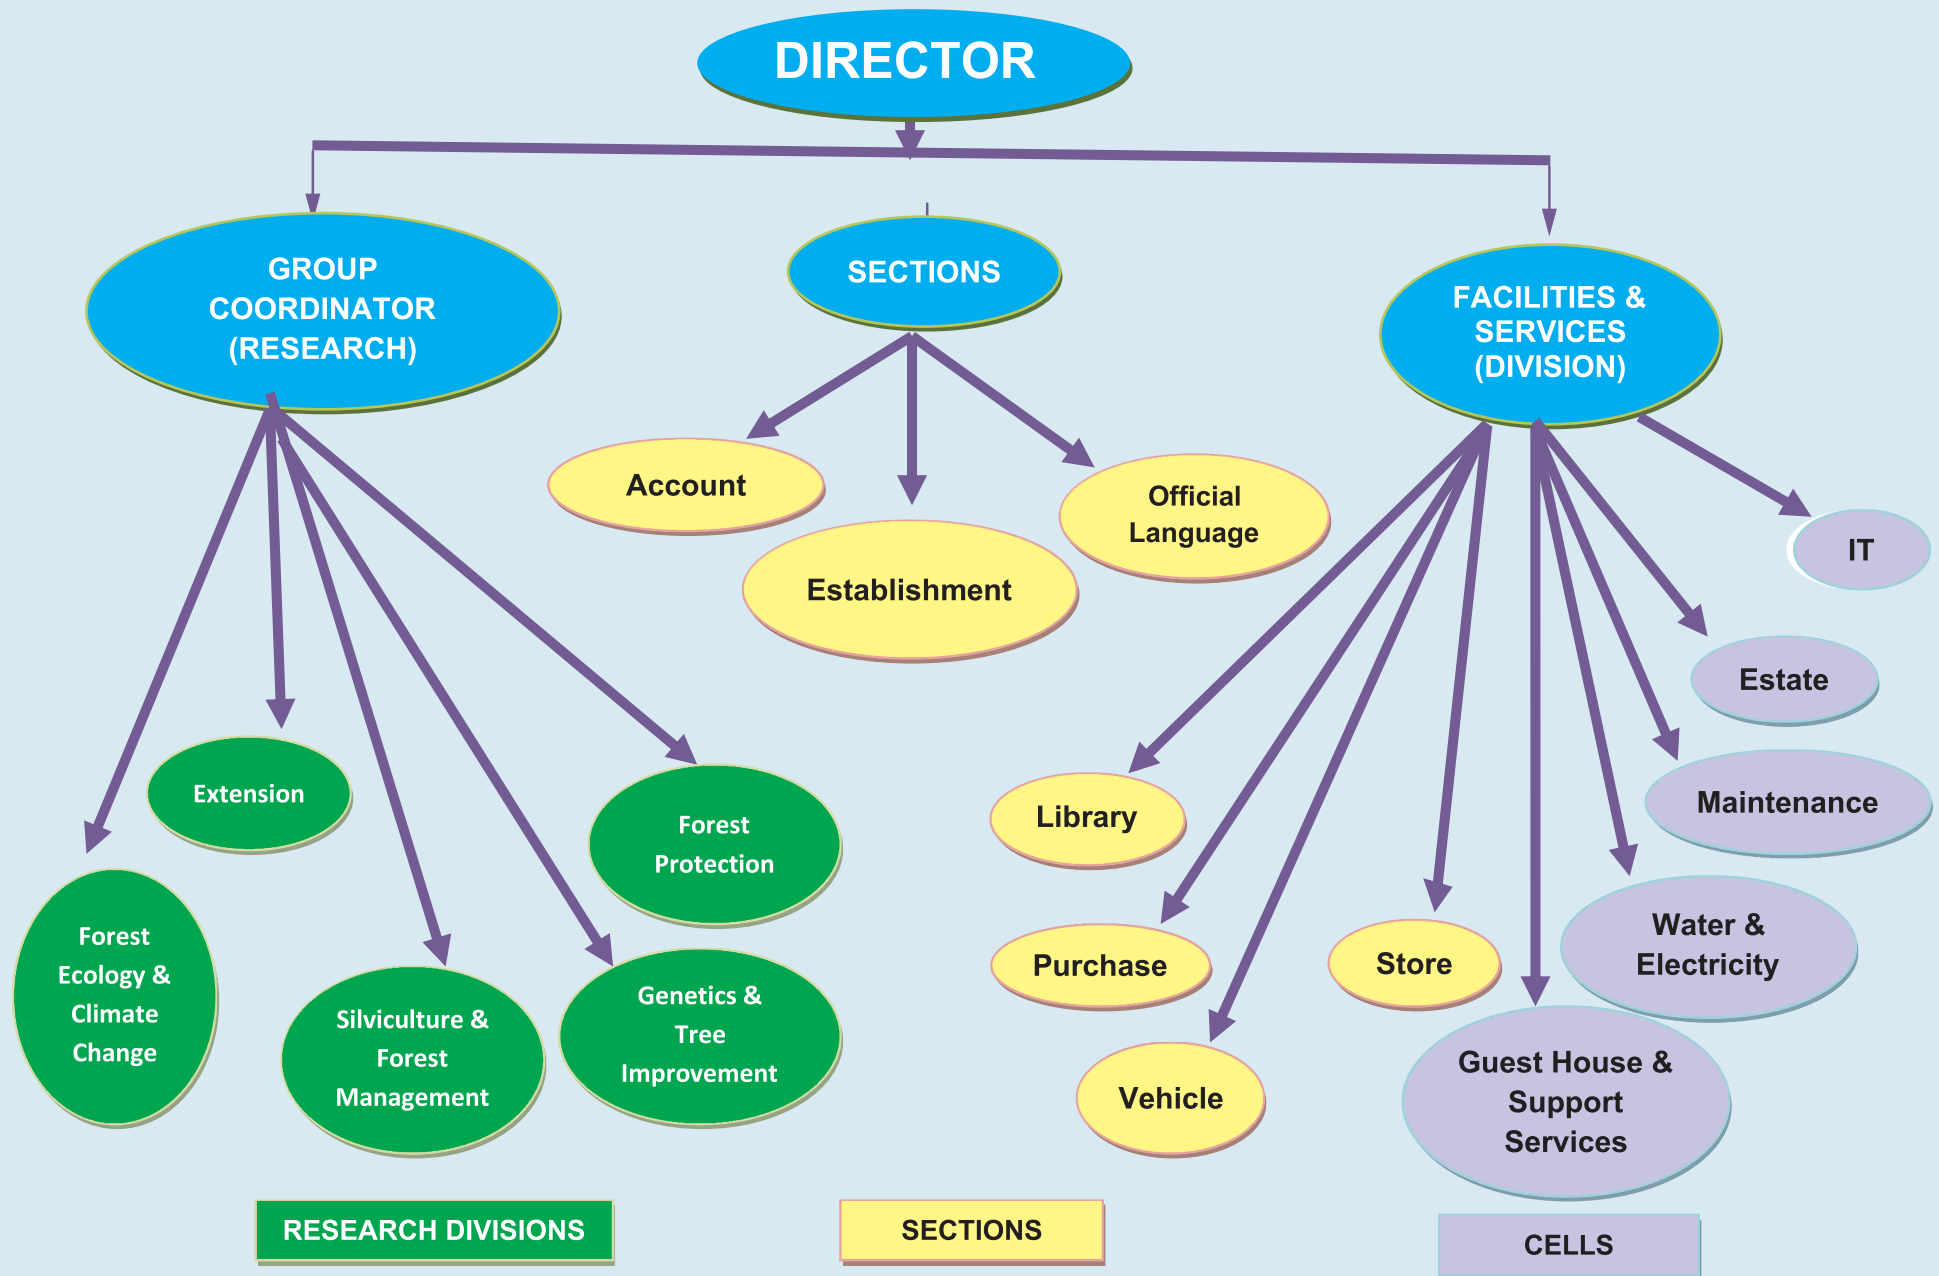 DIRECTOR
GROUP
COORDINATOR
(RESEARCH)
SECTIONS
FACILITIES &
SERVICES
(DIVISION)
Account
Establishment
Official
Language
IT
Estate
Maintenance
Water &
Electricity
Guest House &
Support
Services
Library
Purchase
Vehicle
Store
Extension
Forest
Protection
Forest
Ecology &
Climate
Change
Silviculture &
Forest
Management
Genetics &
Tree
Improvement
RESEARCH DIVISIONS
SECTIONS
CELLS